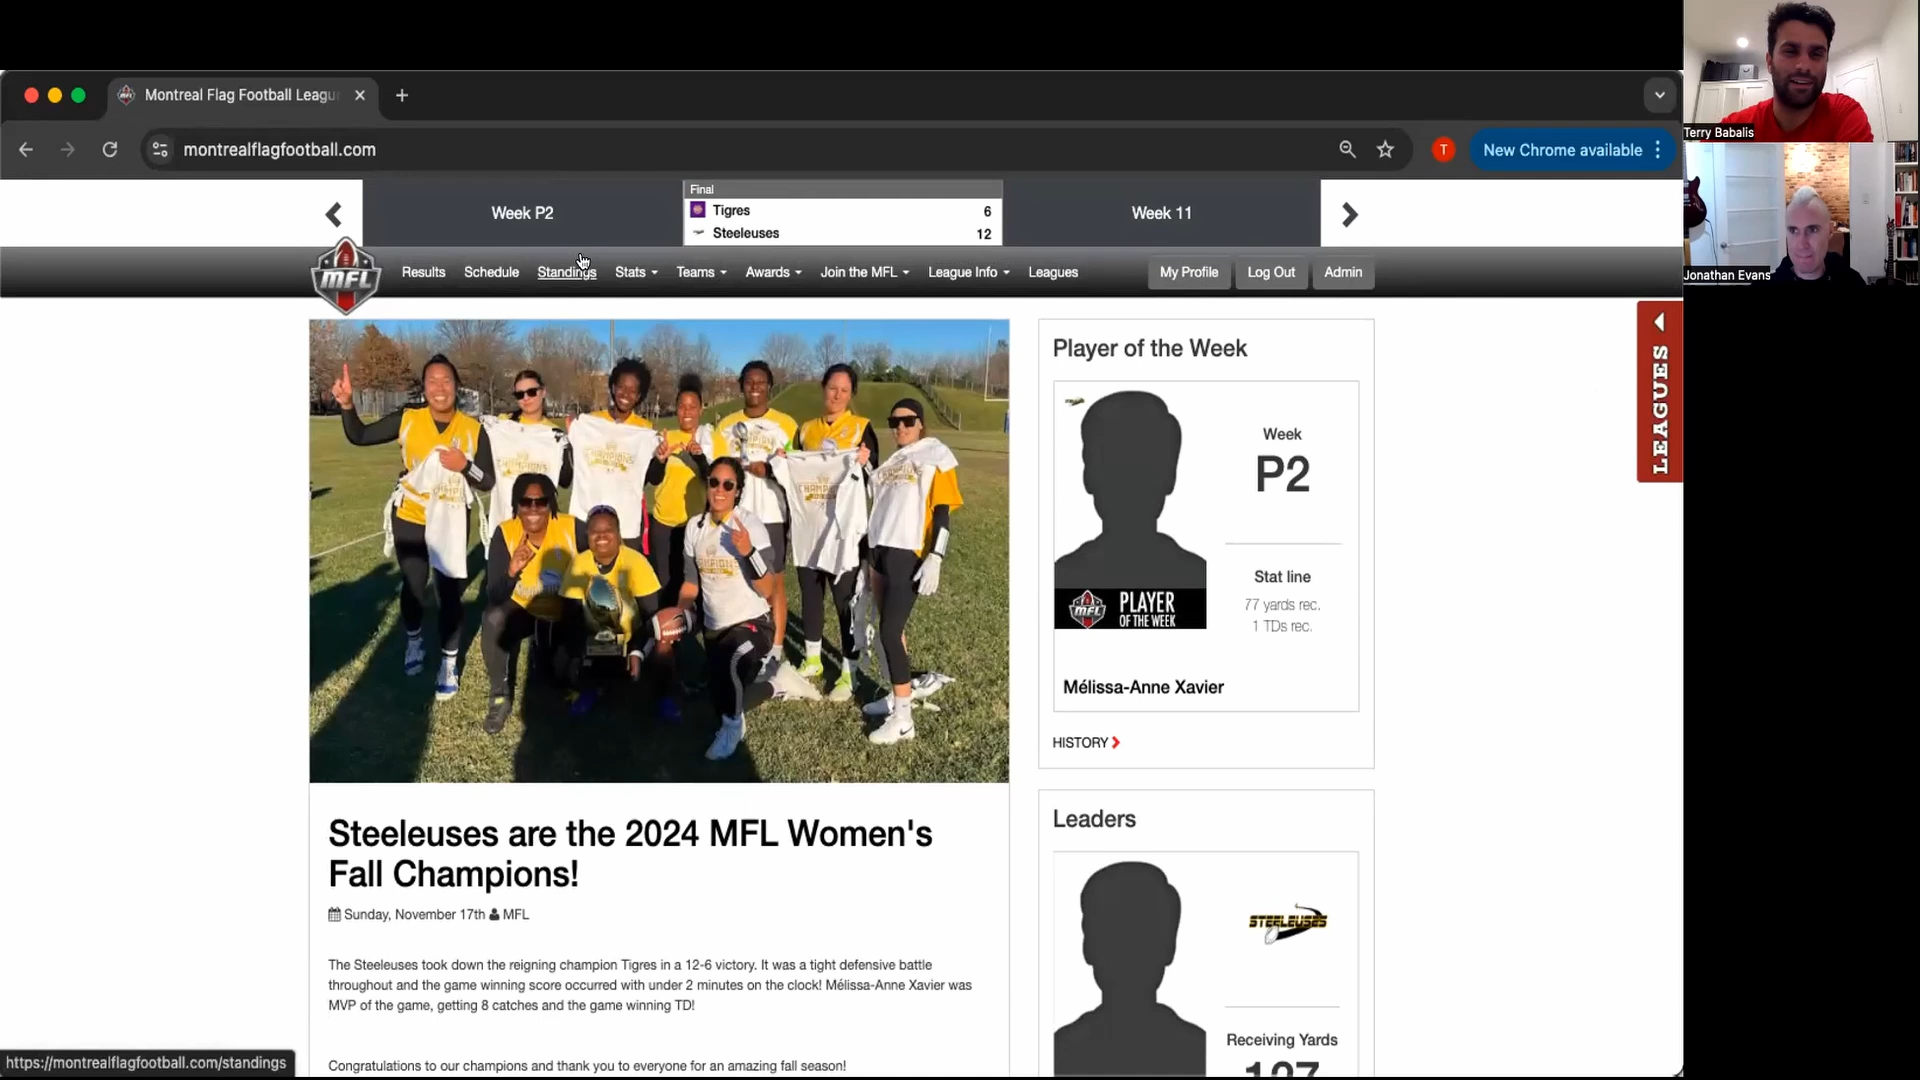 Montreal Flag Football Leagu
montrealflagfootball.com
New Chrome available
T
Terry Babalis
Jonathan Evans
Week P2
Final
Tigres 6
Steeleuses 12
Week 11
MFL
Results Schedule Standings Stats Teams Awards Join the MFL League Info Leagues My Profile Log Out Admin
LEAGUES
Player of the Week
Week
P2
Stat line
77 yards rec.
1 TDs rec.
MFL PLAYER
OF THE WEEK
Mélissa-Anne Xavier
HISTORY
Leaders
STEELEUSES
Receiving Yards
Steeleuses are the 2024 MFL Women's
Fall Champions!
Sunday, November 17th MFL
The Steeleuses took down the reigning champion Tigres in a 12-6 victory. It was a tight defensive battle
throughout and the game winning score occurred with under 2 minutes on the clock! Mélissa-Anne Xavier was
MVP of the game, getting 8 catches and the game winning TD!
Congratulations to our champions and thank you to everyone for an amazing fall season!
https://montrealflagfootball.com/standings